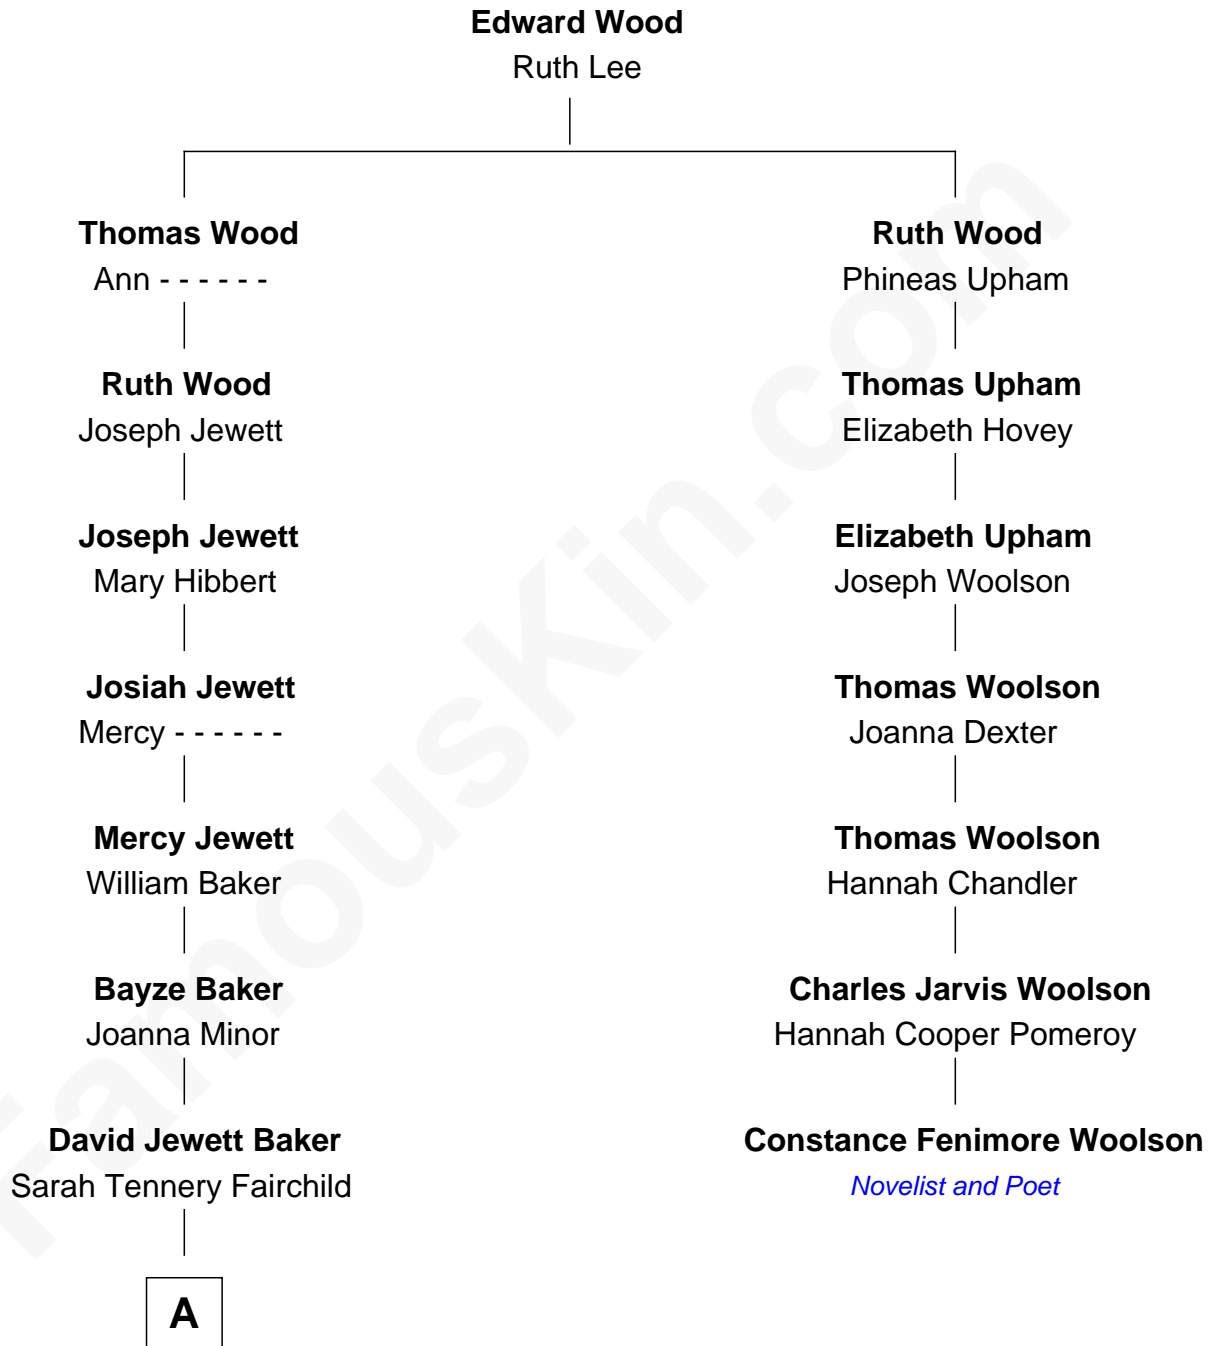 Edward Wood
Ruth Lee
Thomas Wood
Ann - - - - - -
Ruth Wood
Joseph Jewett
Joseph Jewett
Mary Hibbert
Josiah Jewett
Mercy - - - - - -
Mercy Jewett
William Baker
Bayze Baker
Joanna Minor
David Jewett Baker
Sarah Tennery Fairchild
A
Ruth Wood
Phineas Upham
Thomas Upham
Elizabeth Hovey
Elizabeth Upham
Joseph Woolson
Thomas Woolson
Joanna Dexter
Thomas Woolson
Hannah Chandler
Charles Jarvis Woolson
Hannah Cooper Pomeroy
Constance Fenimore Woolson
Novelist and Poet
FamousKin.com